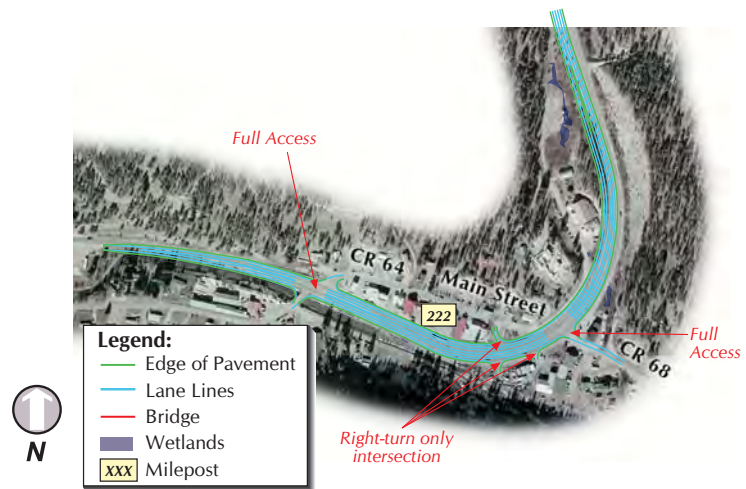 Full Access
CR 64
Main Street
222
Full
Access
CR 68
Right-turn only
intersection
Legend:
Edge of Pavement
Lane Lines
Bridge
Wetlands
XXX Milepost
N